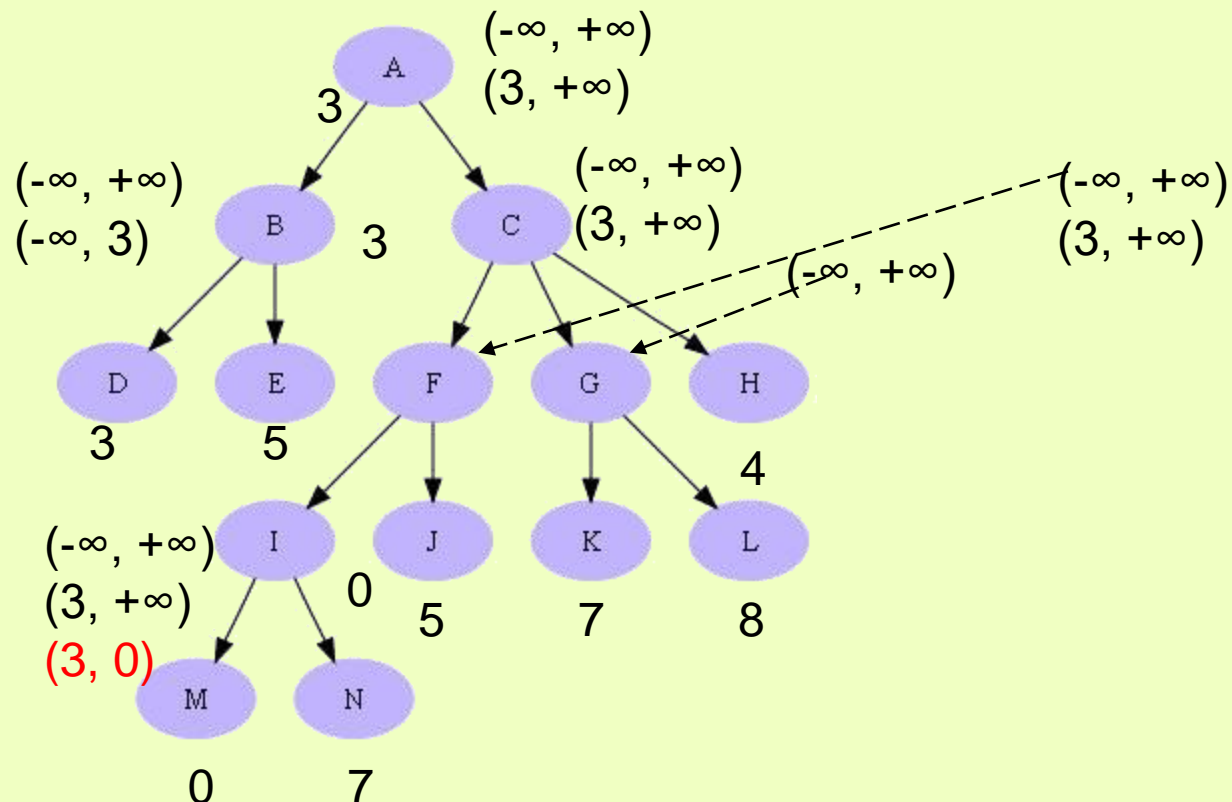 (-∞, +∞)
A
(3, +∞)
3
(-∞, +∞)
(-∞, +∞)
(-∞, +∞)
(-∞, 3)
B
3
C
(3, +∞)
(3, +∞)
(-∞, +∞)
D
E
F
G
H
3
5
4
(-∞, +∞)
I
J
K
L
(3, +∞)
0
5
7
8
(3, 0)
M
N
0
7